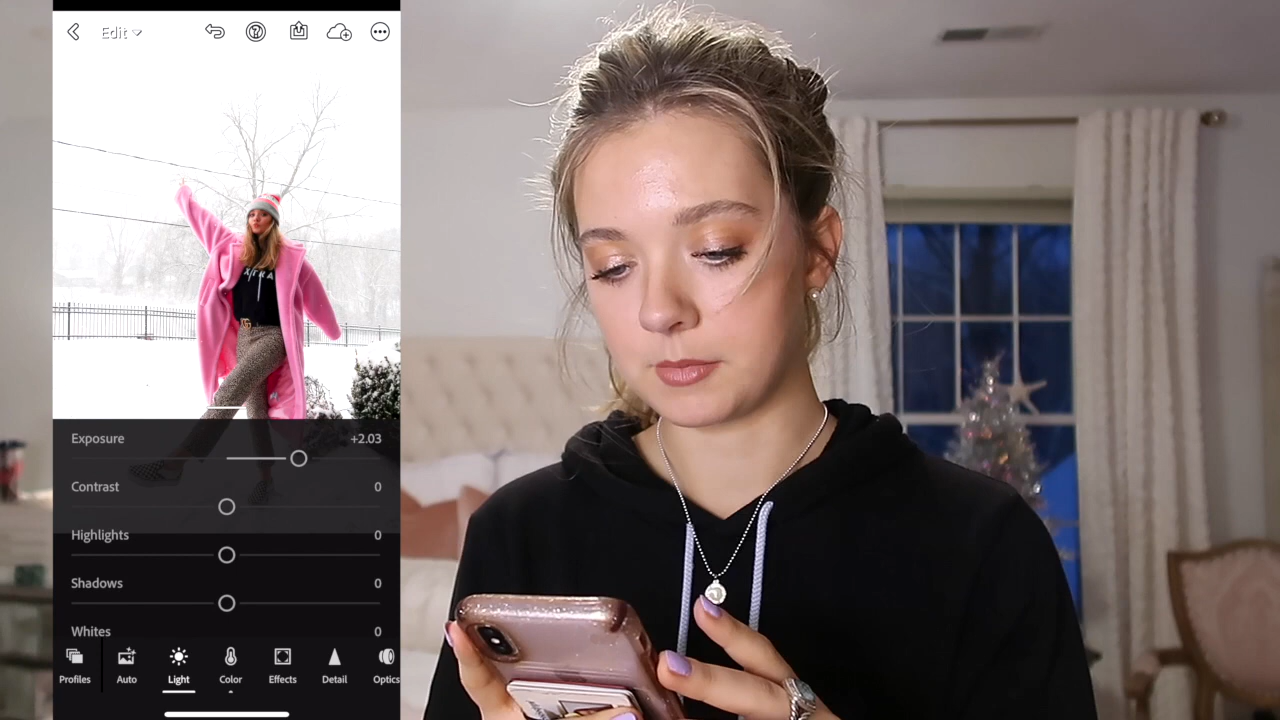 Edit
Exposure +2.03
Contrast 0
Highlights 0
Shadows 0
Whites 0
Profiles Auto Light Color Effects Detail Optics